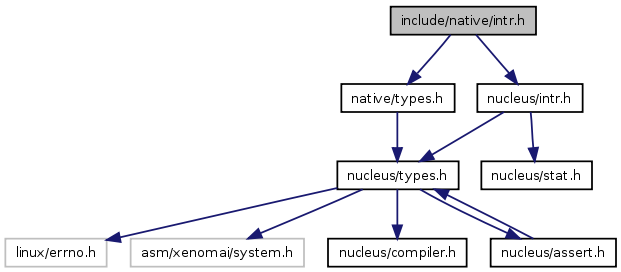 include/native/intr.h
native/types.h
nucleus/intr.h
nucleus/types.h
nucleus/stat.h
linux/errno.h
asm/xenomai/system.h
nucleus/compiler.h
nucleus/assert.h